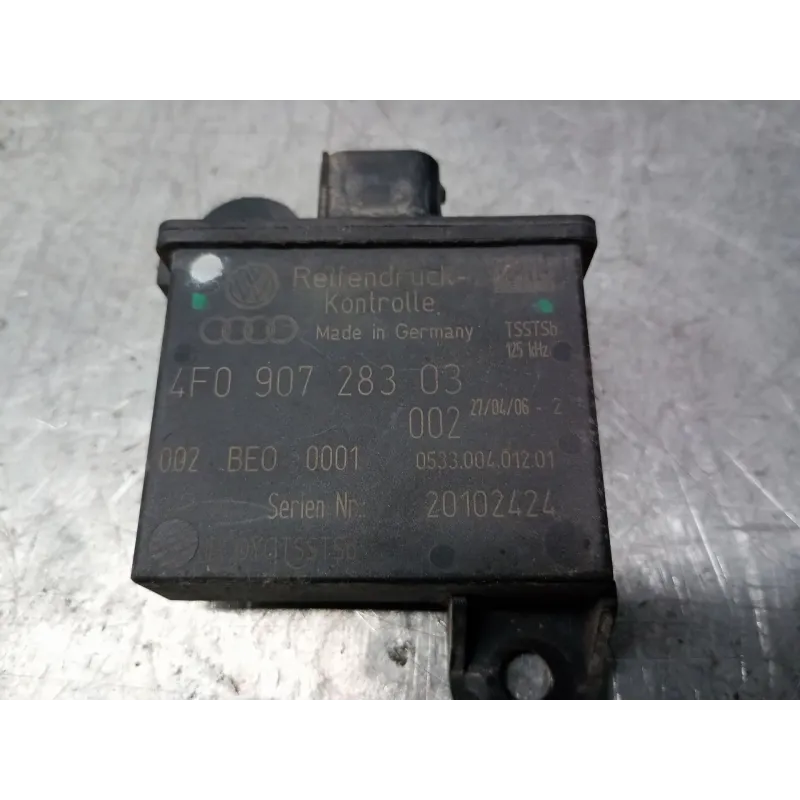 Reifendruck-
Kontrolle
Made in Germany
TSSTSb
125 kHz
4F0 907 283 03
002
27/04/06 - 2
002 BE0 0001
0533.004.012.01
Serien Nr.:
20102424